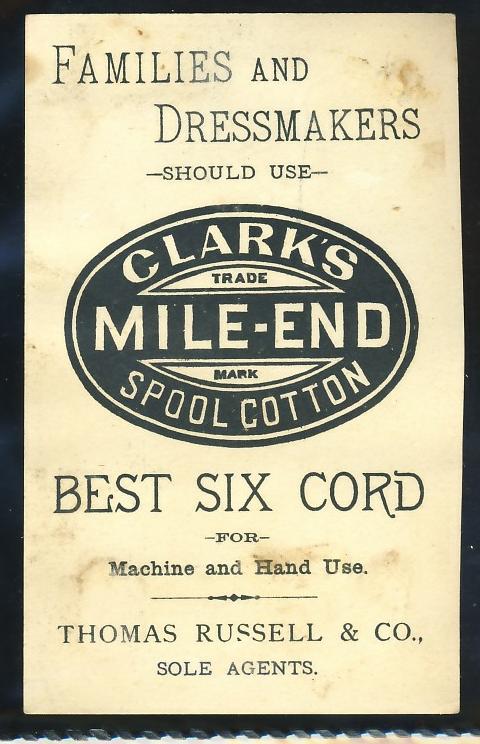 FAMILIES AND
DRESSMAKERS
—SHOULD USE—
CLARK'S
TRADE
MILE-END
MARK
SPOOL COTTON
BEST SIX CORD
–FOR–
Machine and Hand Use.
THOMAS RUSSELL & CO.,
SOLE AGENTS.